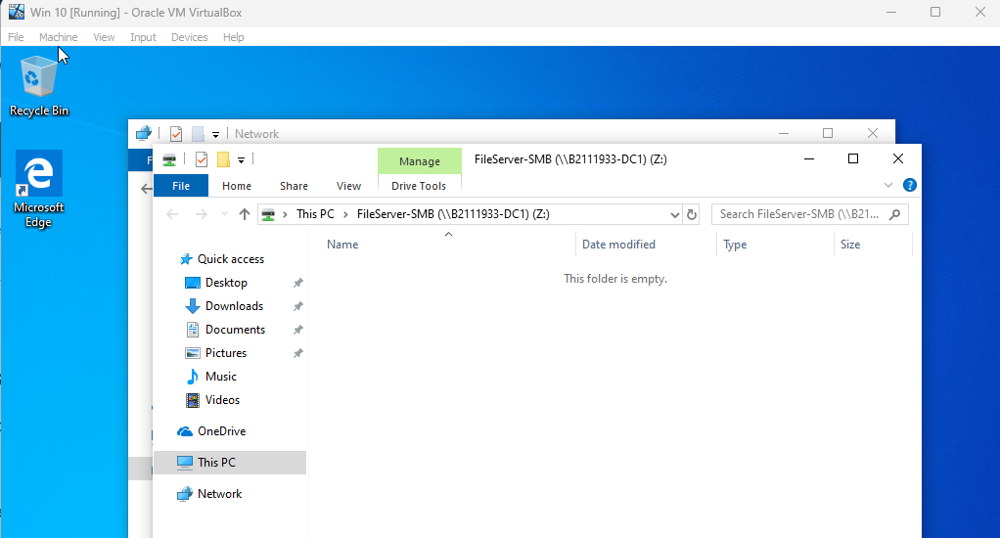 Win 10 [Running] - Oracle VM VirtualBox
File Machine View Input Devices Help
Recycle Bin
Microsoft
Edge
Network
F
Manage FileServer-SMB (\\B2111933-DC1) (Z:)
File Home Share View Drive Tools
This PC FileServer-SMB (\\B2111933-DC1) (Z:) Search FileServer-SMB (\\B21...
Name Date modified Type Size
This folder is empty.
Quick access
Desktop
Downloads
Documents
Pictures
Music
Videos
OneDrive
This PC
Network